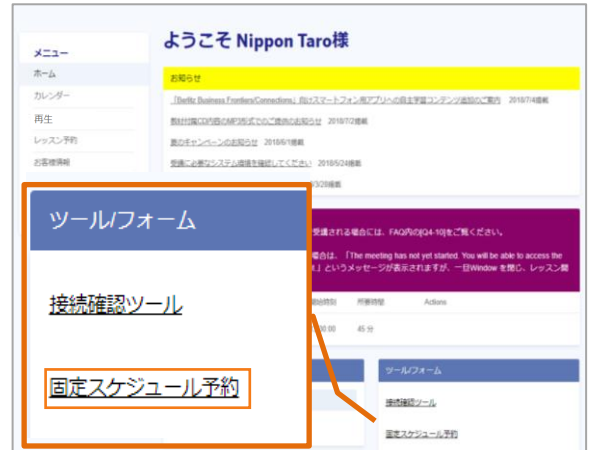 ようこそ Nippon Taro様
メニュー
ホーム
カレンダー
再生
レッスン予約
お客様情報
お知らせ
「Berlitz Business Frontiers/Connections」向けスマートフォン用アプリへの自主学習コンテンツ追加のご案内 2018/7/4掲載
教材付属CD内容のMP3形式でのご提供のお知らせ 2018/7/2掲載
夏のキャンペーンのお知らせ 2018/6/1掲載
受講に必要なシステム環境を確認してください 2018/5/24掲載
3/28掲載
受講される場合には、FAQ内の[Q4-10]をご覧ください。
場合は、「The meeting has not yet started. You will be able to access the
」というメッセージが表示されますが、一旦Window を閉じ、レッスン開
開始時刻 所要時間 Actions
00:00 45 分
ツール/フォーム
接続確認ツール
固定スケジュール予約
ツール/フォーム
接続確認ツール
固定スケジュール予約